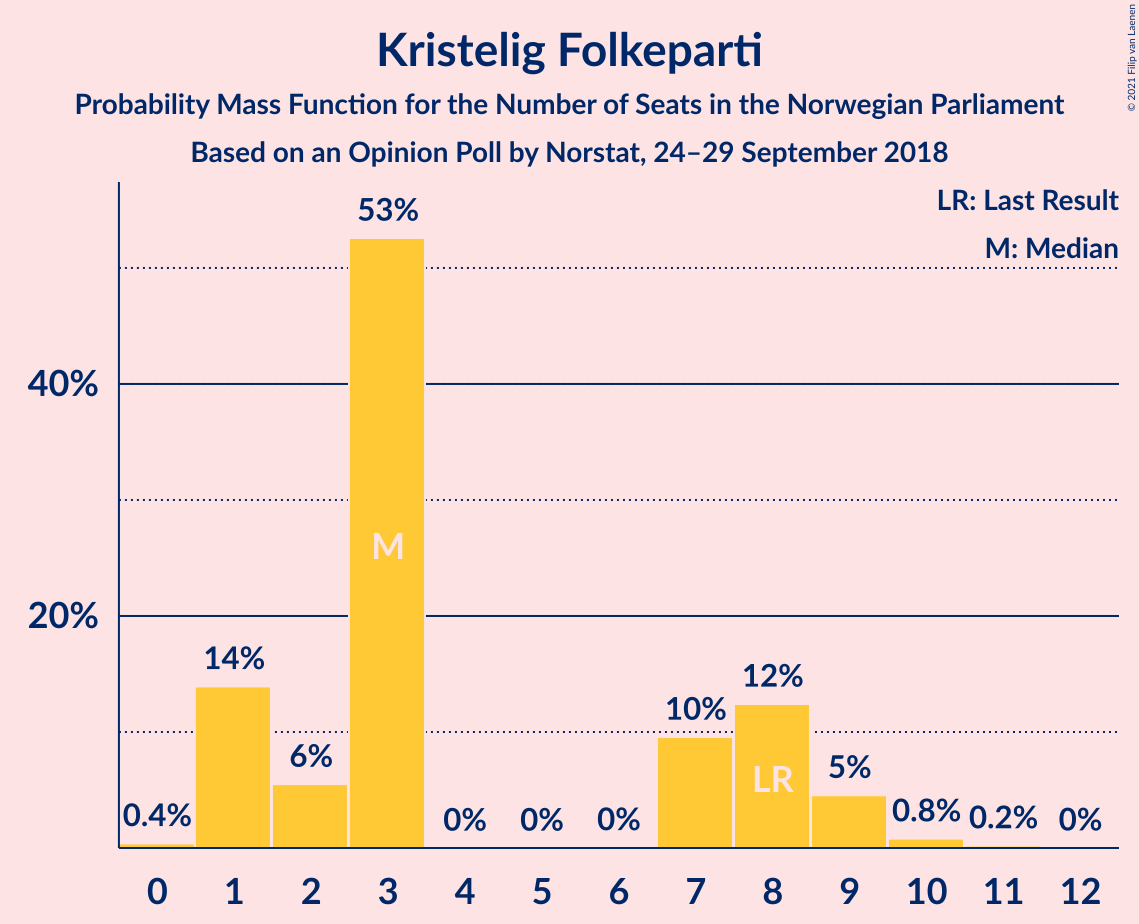 Kristelig Folkeparti
Probability Mass Function for the Number of Seats in the Norwegian Parliament
Based on an Opinion Poll by Norstat, 24–29 September 2018
© 2021 Filip van Laenen
LR: Last Result
M: Median
53%
40%
M
20%
14%
12%
10%
6%
5%
LR
0.4%
0%
0%
0%
0.8%
0.2%
0%
0 1 2 3 4 5 6 7 8 9 10 11 12